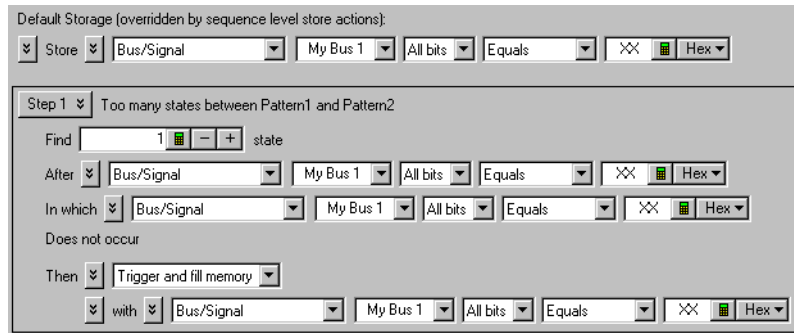 Default Storage (overridden by sequence level store actions):
Store Bus/Signal My Bus 1 All bits Equals XX Hex
Step 1 Too many states between Pattern1 and Pattern2
Find 1 - + state
After Bus/Signal My Bus 1 All bits Equals XX Hex
In which Bus/Signal My Bus 1 All bits Equals XX Hex
Does not occur
Then Trigger and fill memory
with Bus/Signal My Bus 1 All bits Equals XX Hex